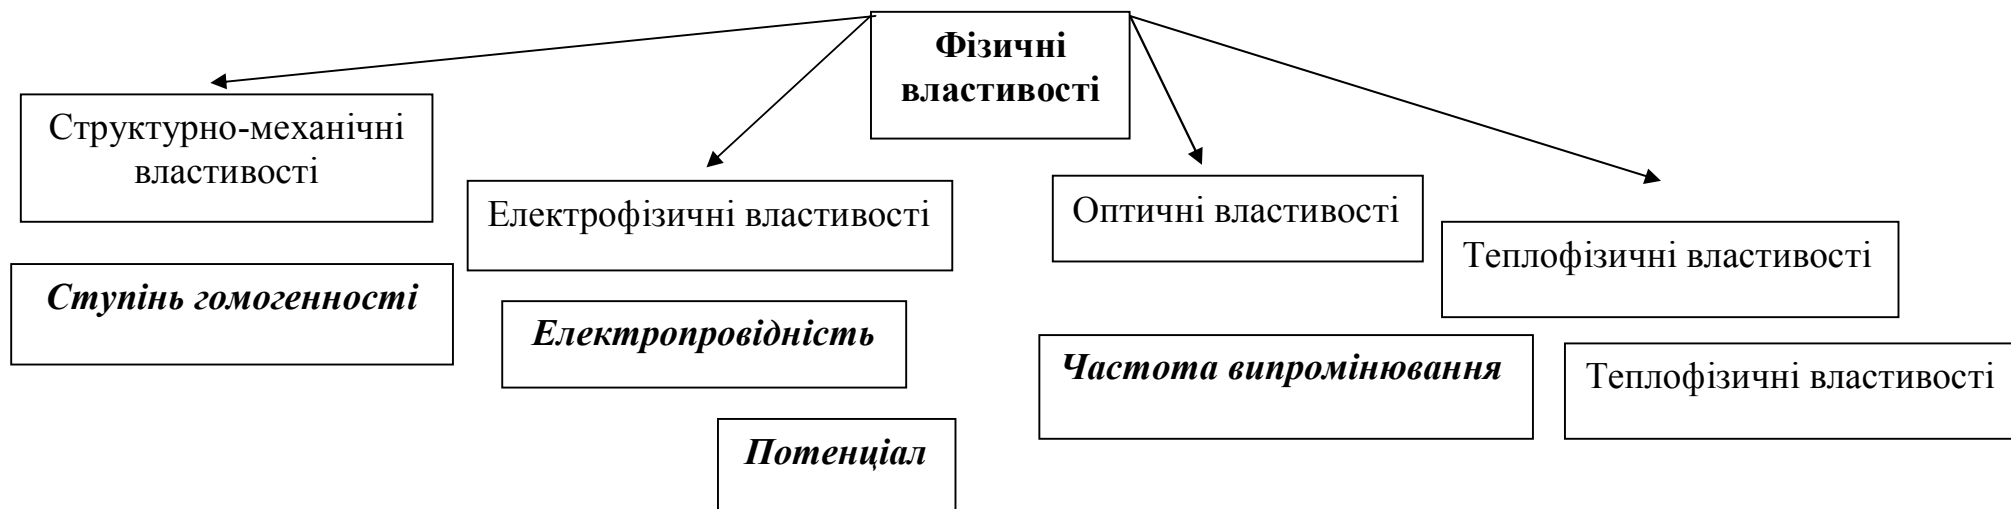 Фізичні
властивості
Структурно-механічні
властивості
Електрофізичні властивості
Оптичні властивості
Теплофізичні властивості
Ступінь гомогенності
Електропровідність
Частота випромінювання
Теплофізичні властивості
Потенціал